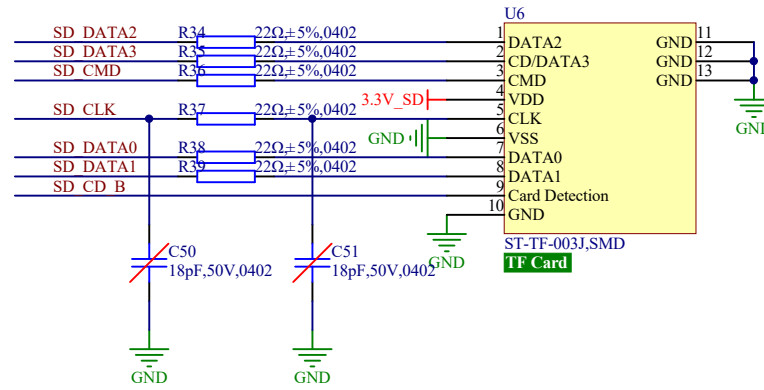 U6
SD_DATA2 R34 22Ω,±5%,0402 1 DATA2 GND 11
SD_DATA3 R35 22Ω,±5%,0402 2 CD/DATA3 GND 12
SD_CMD R36 22Ω,±5%,0402 3 CMD GND 13
3.3V_SD 4 VDD
SD_CLK R37 22Ω,±5%,0402 5 CLK GND
GND 6 VSS
SD_DATA0 R38 22Ω,±5%,0402 7 DATA0
SD_DATA1 R39 22Ω,±5%,0402 8 DATA1
SD_CD_B 9 Card Detection
10 GND
ST-TF-003J,SMD
C50 C51
18pF,50V,0402 18pF,50V,0402 GND TF Card
GND GND